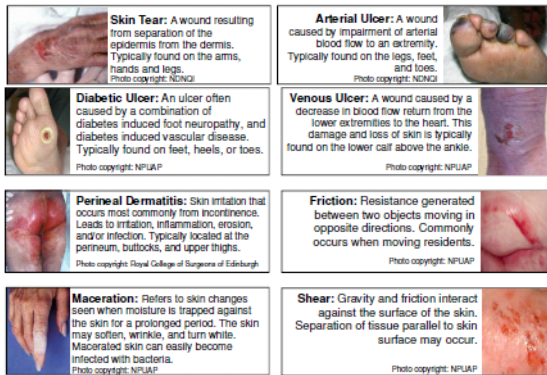 Skin Tear: A wound resulting
from separation of the
epidermis from the dermis.
Typically found on the arms,
hands and legs.
Photo copyright: NDNQI
Arterial Ulcer: A wound
caused by impairment of arterial
blood flow to an extremity.
Typically found on the legs, feet,
and toes.
Photo copyright: NDNQI
Diabetic Ulcer: An ulcer often
caused by a combination of
diabetes induced foot neuropathy, and
diabetes induced vascular disease.
Typically found on feet, heels, or toes.
Photo copyright: NPUAP
Venous Ulcer: A wound caused by a
decrease in blood flow return from the
lower extremities to the heart. This
damage and loss of skin is typically
found on the lower calf above the ankle.
Photo copyright: NPUAP
Perineal Dermatitis: Skin irritation that
occurs most commonly from incontinence.
Leads to irritation, inflammation, erosion,
and/or infection. Typically located at the
perineum, buttocks, and upper thighs.
Photo copyright: Royal College of Surgeons of Edinburgh
Friction: Resistance generated
between two objects moving in
opposite directions. Commonly
occurs when moving residents.
Photo copyright: NPUAP
Maceration: Refers to skin changes
seen when moisture is trapped against
the skin for a prolonged period. The skin
may soften, wrinkle, and turn white.
Macerated skin can easily become
infected with bacteria.
Photo copyright: NPUAP
Shear: Gravity and friction interact
against the surface of the skin.
Separation of tissue parallel to skin
surface may occur.
Photo copyright: NPUAP